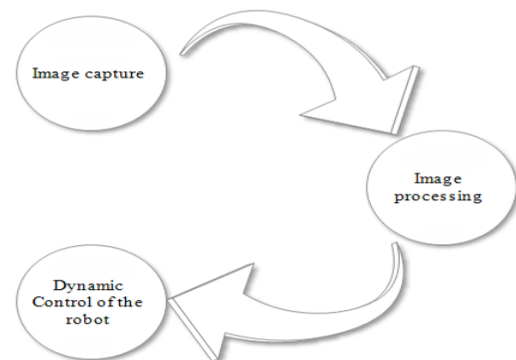 Image capture
Image
processing
Dynamic
Control of the
robot